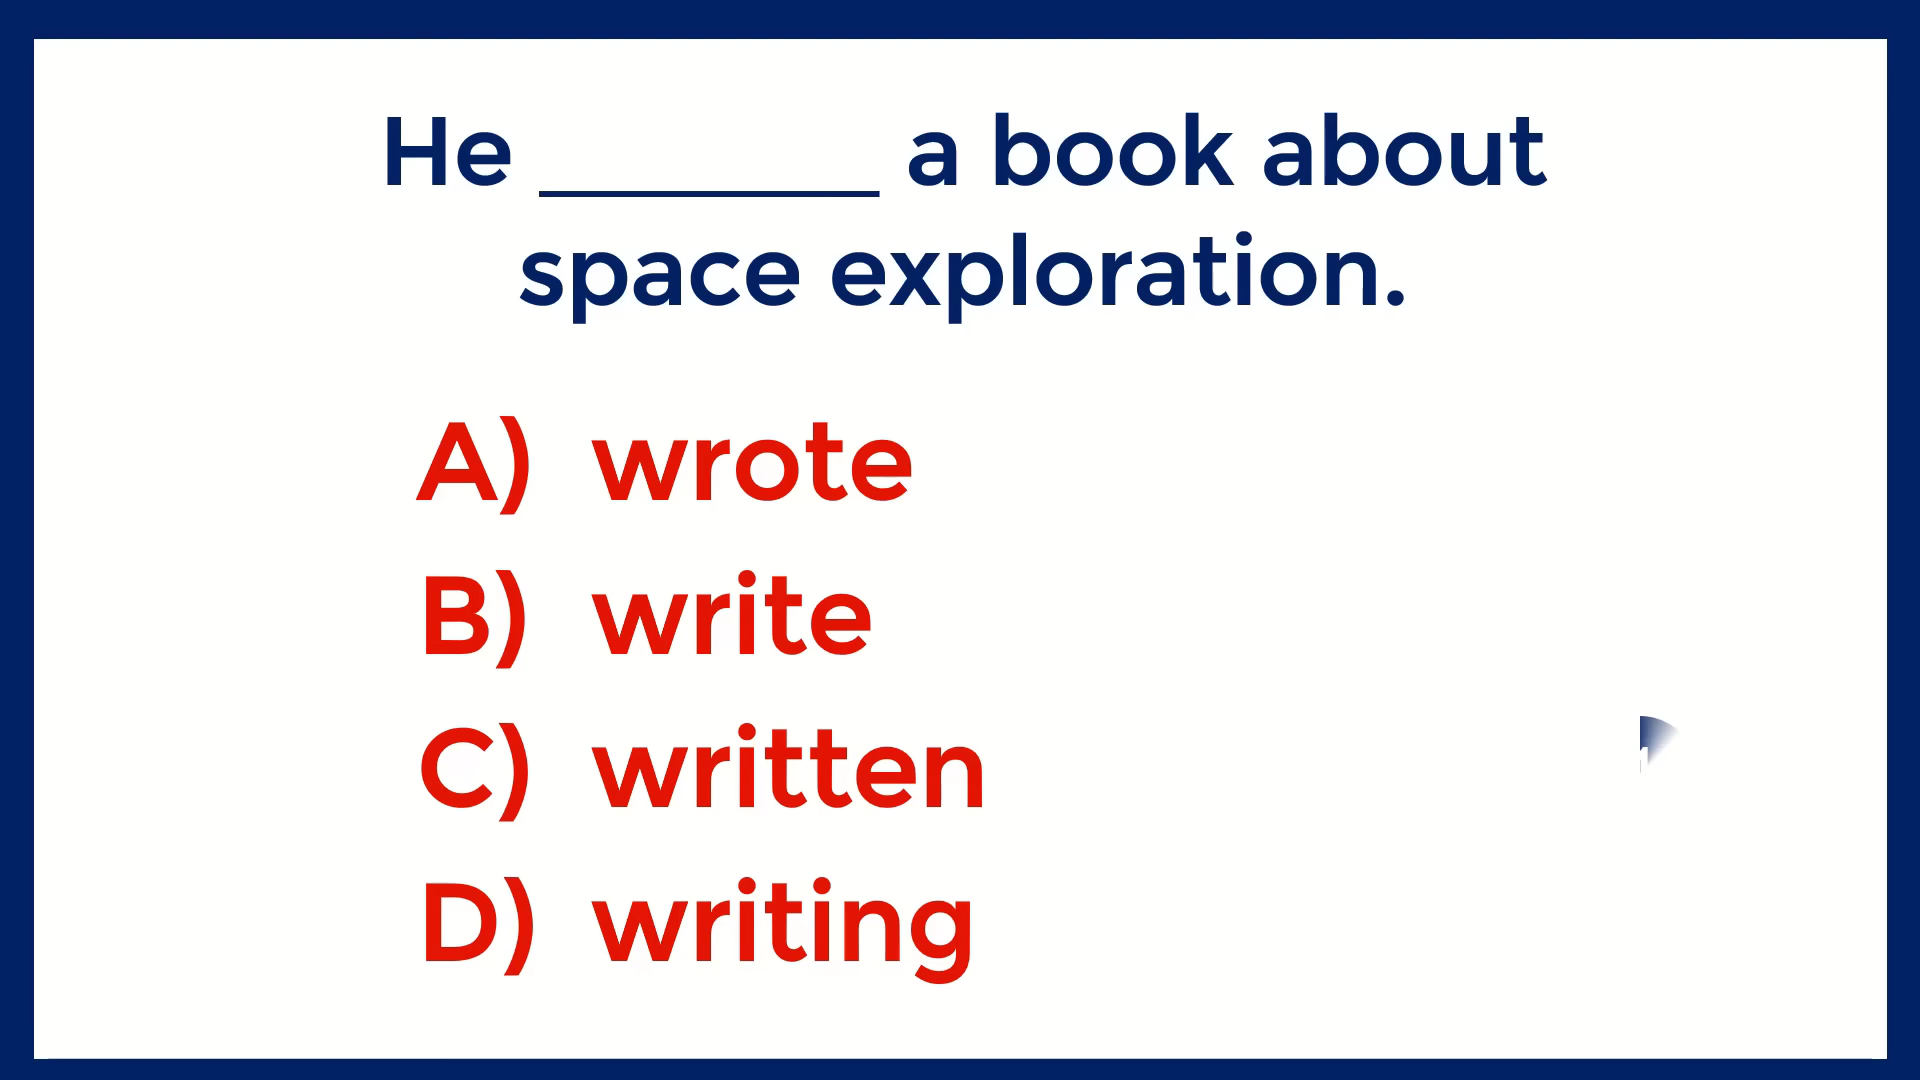 He ________ a book about
space exploration.
A) wrote
B) write
C) written
D) writing